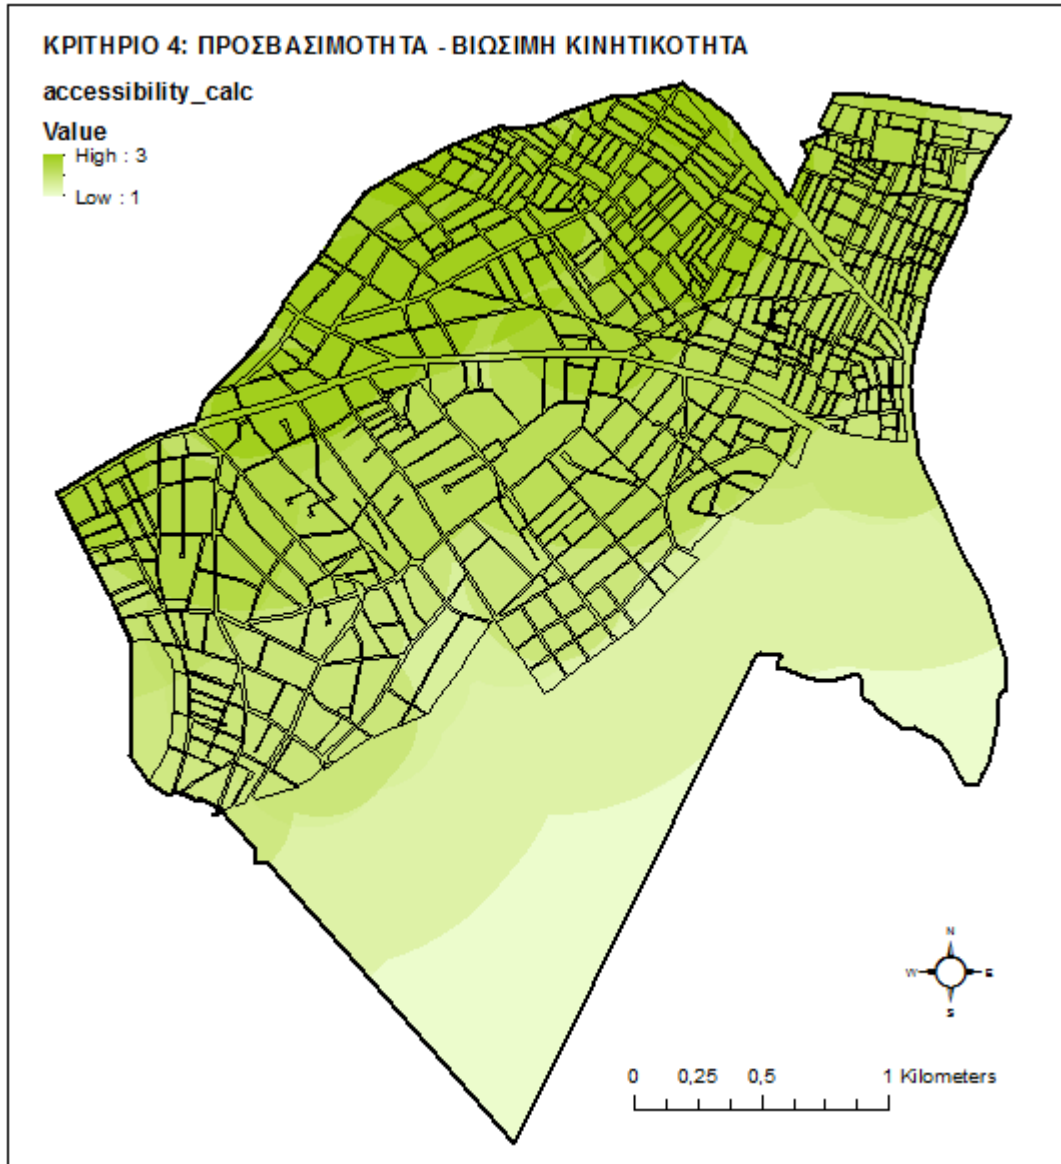 ΚΡΙΤΗΡΙΟ 4: ΠΡΟΣΒΑΣΙΜΟΤΗΤΑ - ΒΙΩΣΙΜΗ ΚΙΝΗΤΙΚΟΤΗΤΑ
accessibility_calc
Value
High : 3
Low : 1
N
W E
S
0 0,25 0,5 1 Kilometers